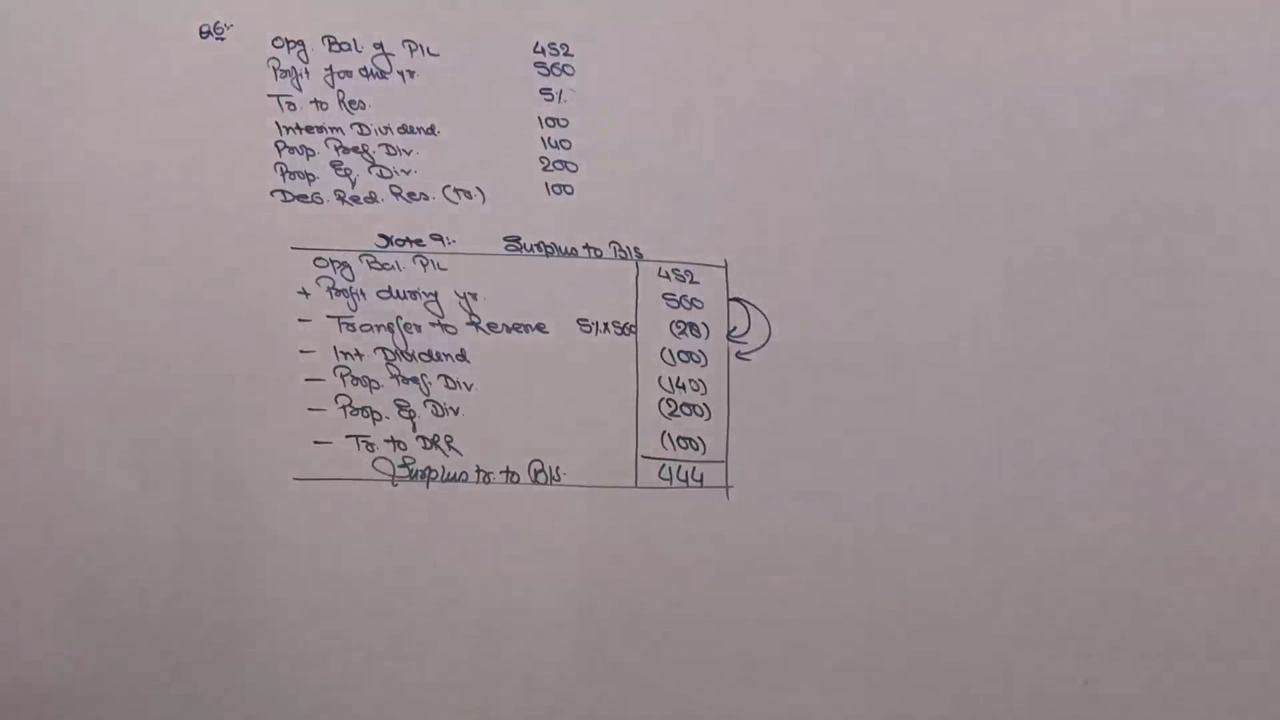 Q6:-
Opg. Bal. of P/L 452
Profit for the yr. 560
Tr. to Res. 5%
Interim Dividend. 100
Prop. Pref. Div. 140
Prop. Eq. Div. 200
Deb. Red. Res. (Tr.) 100
Note 9:- Surplus to B/S
Opg Bal. P/L 452
+ Profit during yr. 560
- Transfer to Reserve 5% x 560 (28)
- Int Dividend (100)
- Prop. Pref. Div. (140)
- Prop. Eq. Div. (200)
- Tr. to DRR (100)
Surplus tr. to B/S. 444